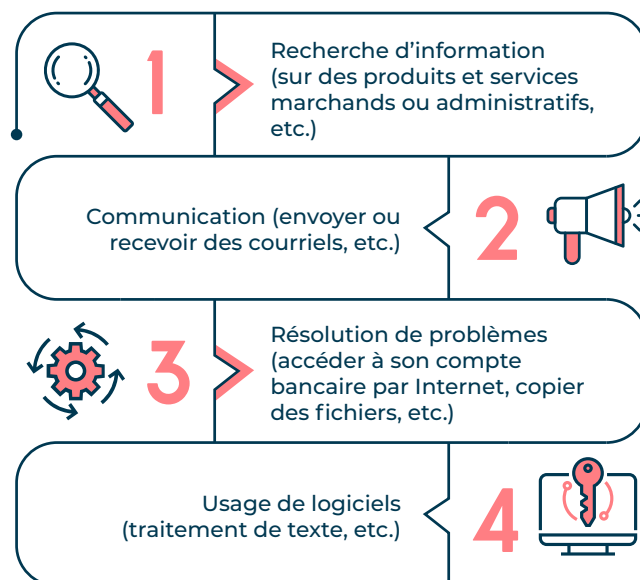 1
Recherche d’information
(sur des produits et services
marchands ou administratifs,
etc.)
Communication (envoyer ou
recevoir des courriels, etc.)
2
3
Résolution de problèmes
(accéder à son compte
bancaire par Internet, copier
des fichiers, etc.)
Usage de logiciels
(traitement de texte, etc.)
4